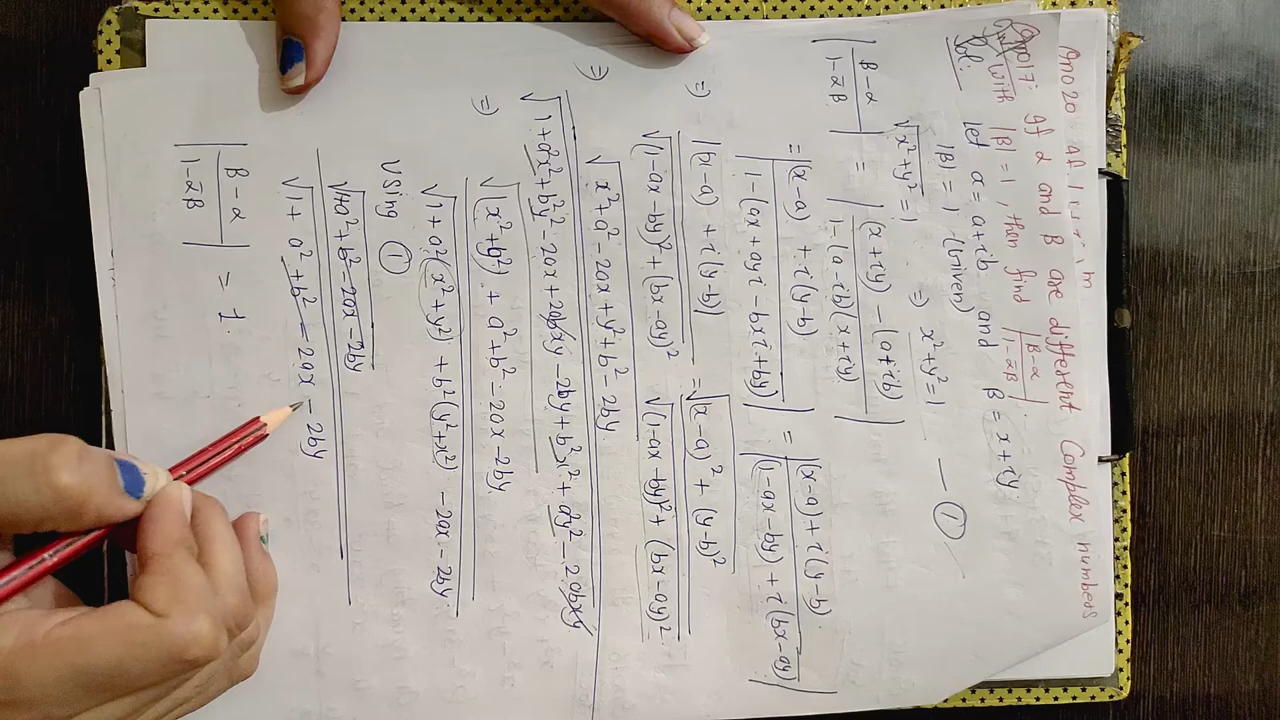 Qno 20
Qno 17: If α and β are different complex numbers
with |β| = 1, then find |β-α / 1-ᾱβ|.
Sol: Let α = a+ib and β = x+iy
|β| = 1 (Given)
√x²+y² = 1 ⇒ x²+y² = 1 — ①
|β-α / 1-ᾱβ| = |(x+iy) - (a+ib) / 1-(a-ib)(x+iy)|
= |(x-a) + i(y-b) / 1-(ax+ayi-bxi+by)| = |(x-a)+i(y-b) / (1-ax-by)+i(bx-ay)|
⇒ |(x-a) + i(y-b)| / √(1-ax-by)²+(bx-ay)² = √(x-a)²+(y-b)² / √(1-ax-by)²+(bx-ay)²
⇒ √x²+a²-2ax+y²+b²-2by / √1+a²x²+b²y²-2ax+2abxy-2by+b²x²+a²y²-2abxy
⇒ √(x²+b²)+a²+b²-2ax-2by / √1+a²(x²+y²)+b²(y²+x²)-2ax-2by
Using ①
√1+a²+b²-2ax-2by / √1+a²+b²-2ax-2by
|β-α / 1-ᾱβ| = 1.